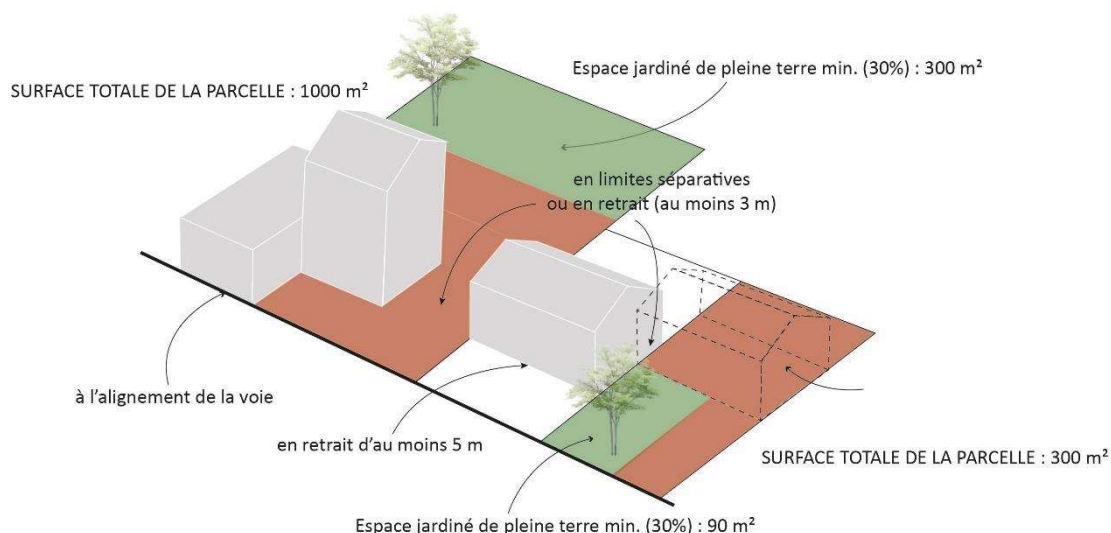 Espace jardiné de pleine terre min. (30%) : 300 m²
SURFACE TOTALE DE LA PARCELLE : 1000 m²
en limites séparatives
ou en retrait (au moins 3 m)
à l'alignement de la voie
en retrait d'au moins 5 m
SURFACE TOTALE DE LA PARCELLE : 300 m²
Espace jardiné de pleine terre min. (30%) : 90 m²